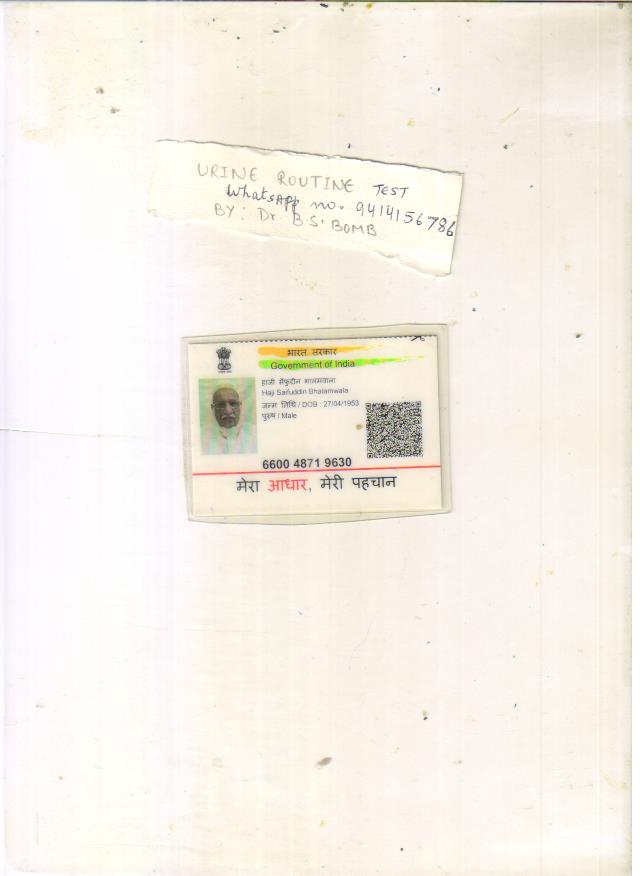 URINE ROUTINE TEST
WhatsApp no. 9414156786
BY: Dr. B.S. BOMB
भारत सरकार
Government of India
हाजी सैफुद्दीन भालमवाला
Haji Saifuddin Bhalamwala
जन्म तिथि / DOB : 27/04/1953
पुरुष / Male
6600 4871 9630
मेरा आधार, मेरी पहचान